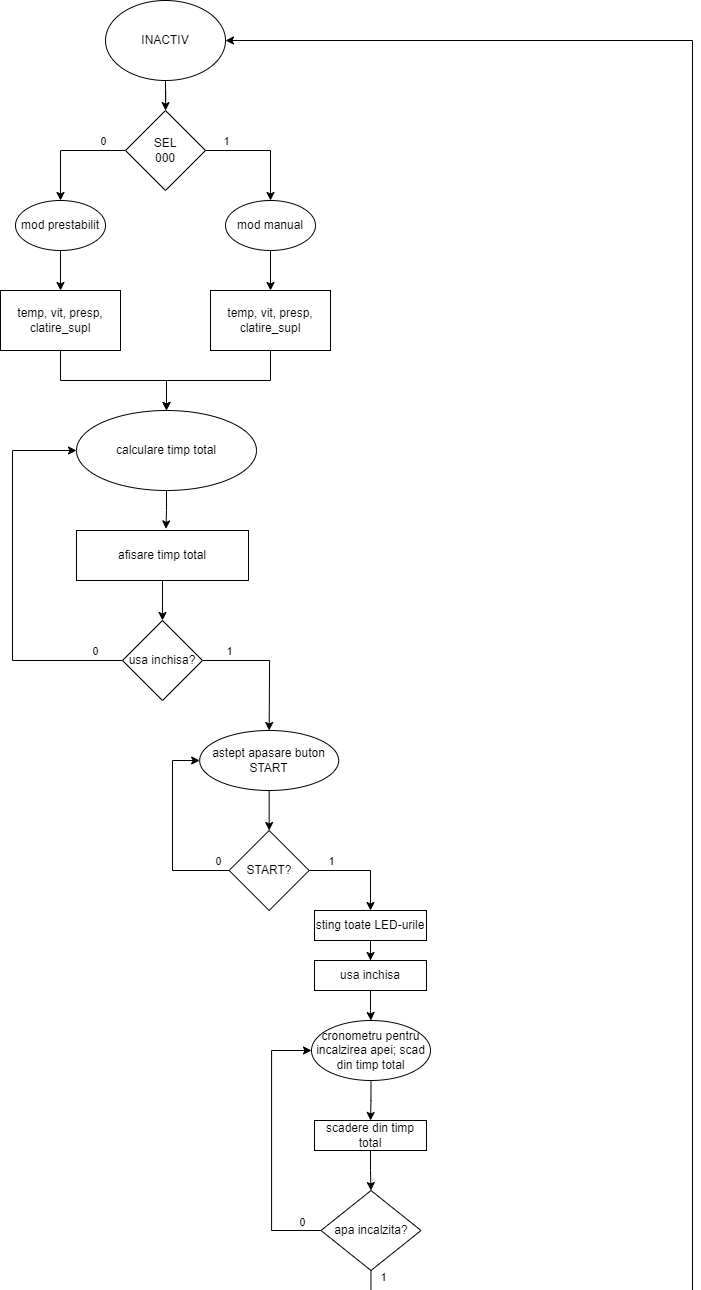 INACTIV
SEL
000
0
1
mod prestabilit
mod manual
temp, vit, presp,
clatire_supl
temp, vit, presp,
clatire_supl
calculare timp total
afisare timp total
usa inchisa?
0
1
astept apasare buton
START
START?
0
1
sting toate LED-urile
usa inchisa
cronometru pentru
incalzirea apei; scad
din timp total
scadere din timp
total
apa incalzita?
0
1